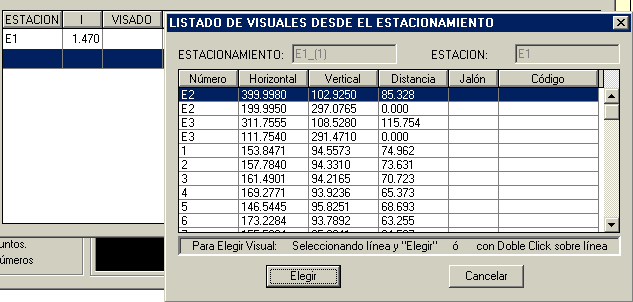 ESTACION I VISADO
E1 1.470
LISTADO DE VISUALES DESDE EL ESTACIONAMIENTO
ESTACIONAMIENTO: E1_(1) ESTACION: E1
Número Horizontal Vertical Distancia Jalón Código
E2 399.9980 102.9250 85.328
E2 199.9950 297.0765 0.000
E3 311.7555 108.5280 115.754
E3 111.7540 291.4710 0.000
1 153.8471 94.5573 74.962
2 157.7840 94.3310 73.631
3 161.4901 94.2165 70.723
4 169.2771 93.9236 65.373
5 146.5445 95.8251 68.693
6 173.2284 93.7892 63.255
Para Elegir Visual: Seleccionando línea y "Elegir" ó con Doble Click sobre línea
untos.
úmeros
Elegir Cancelar